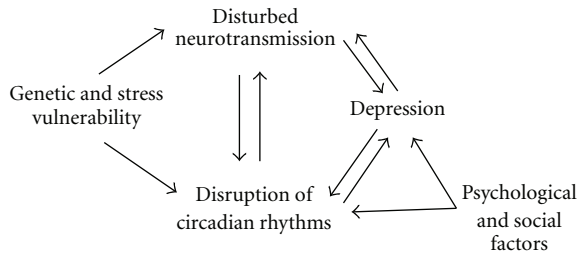 Disturbed
neurotransmission
Genetic and stress
vulnerability
Depression
Disruption of
circadian rhythms
Psychological
and social
factors